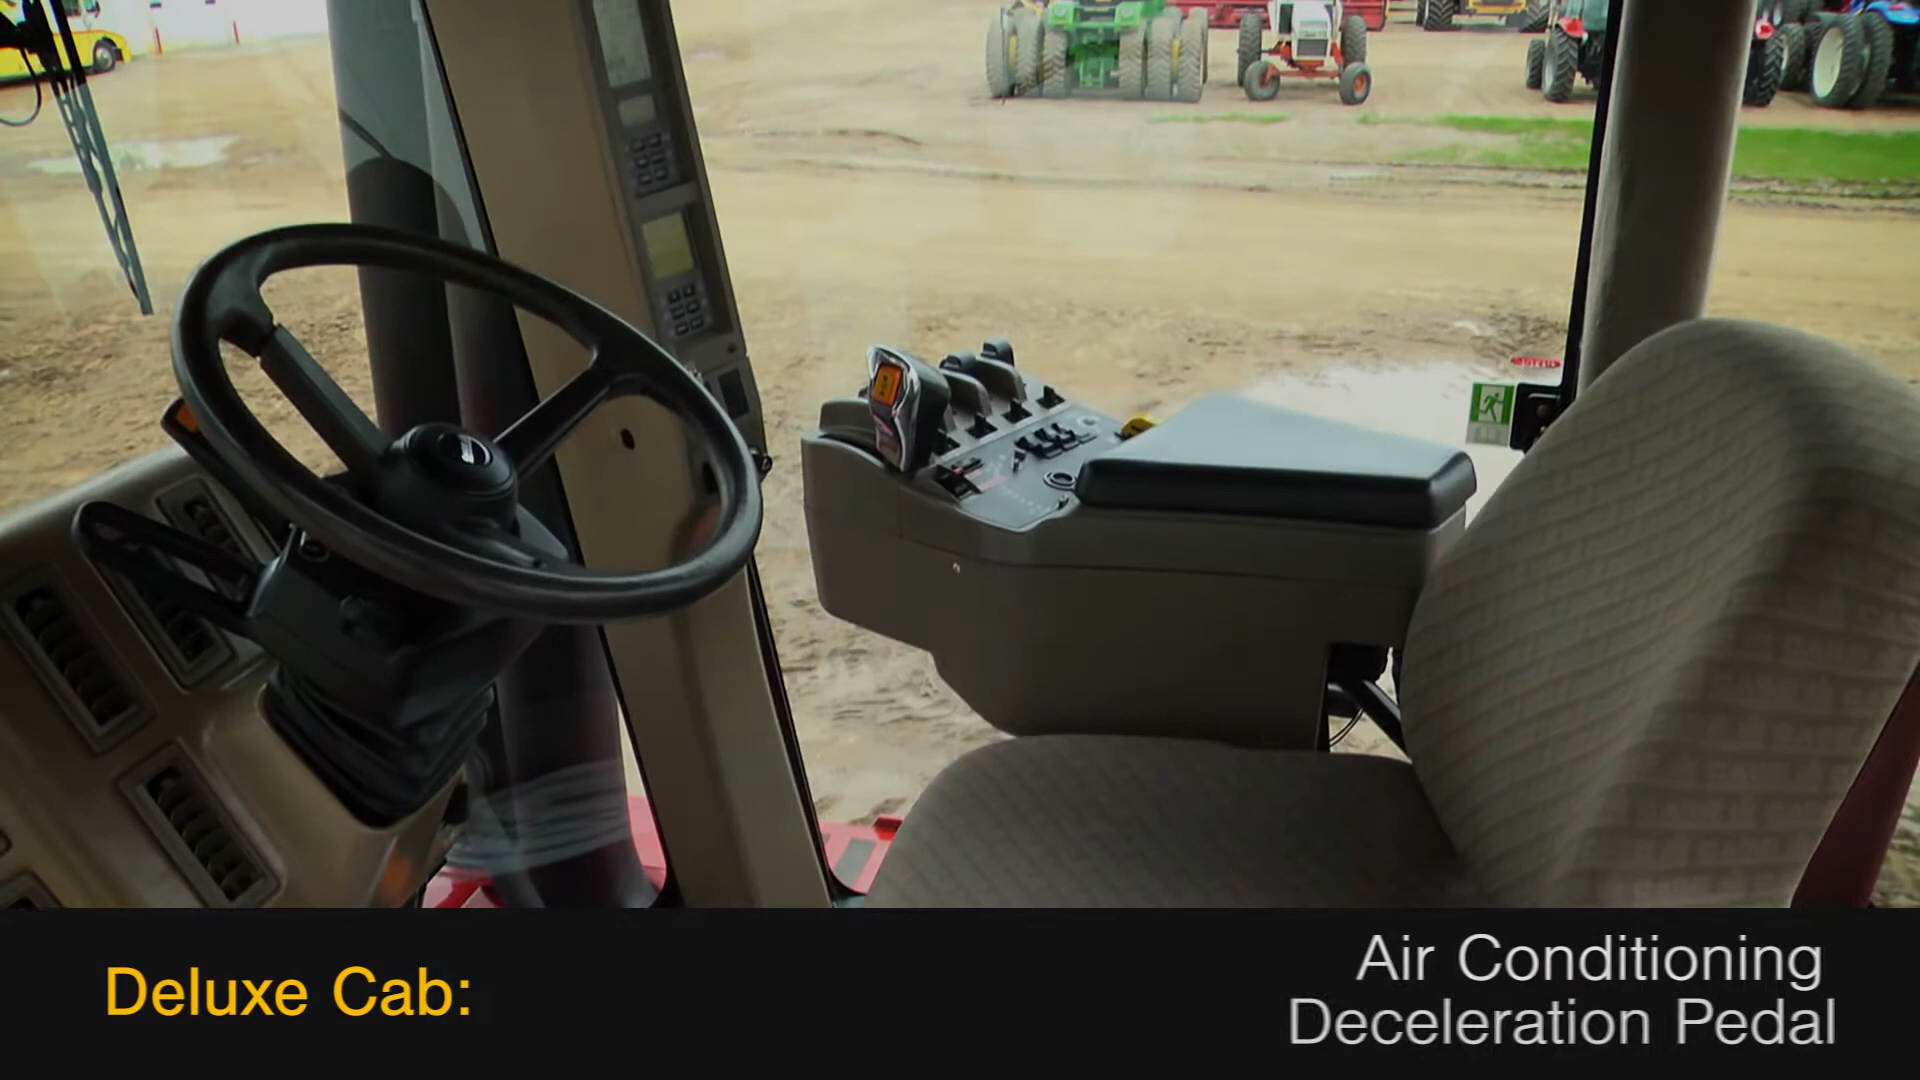 Deluxe Cab:
Air Conditioning
Deceleration Pedal